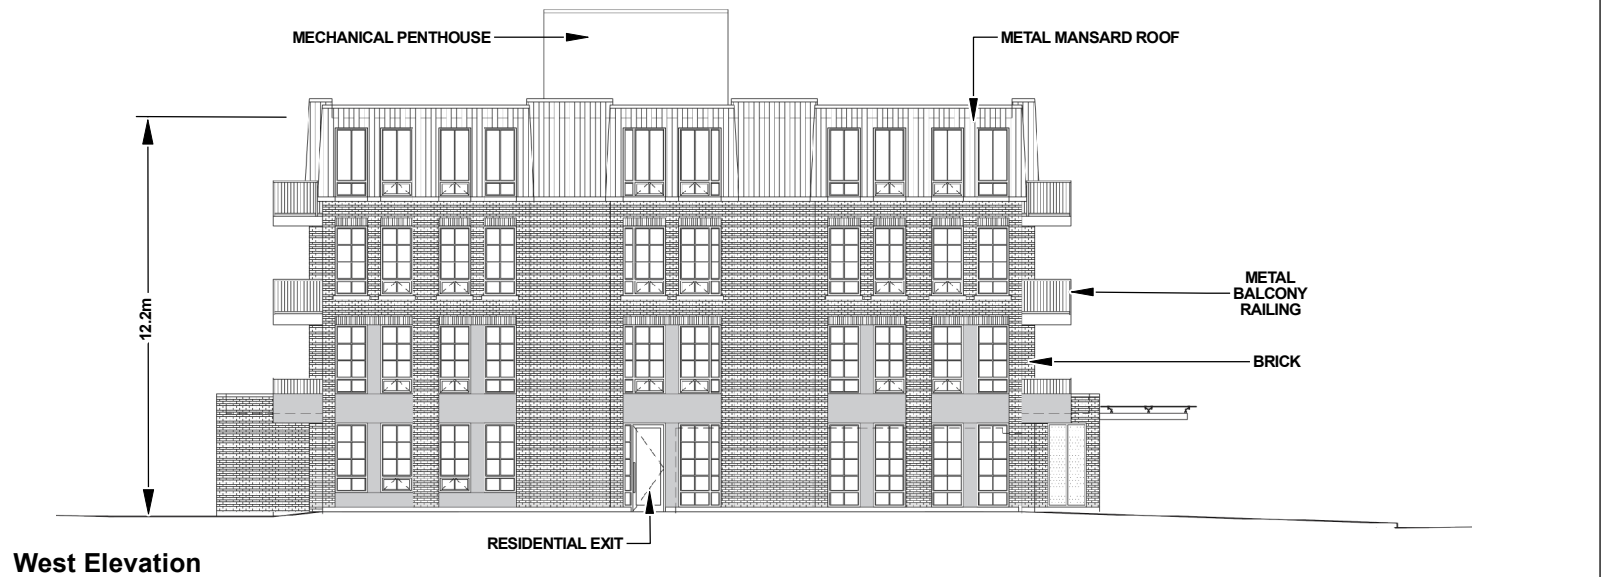 MECHANICAL PENTHOUSE
METAL MANSARD ROOF
12.2m
METAL
BALCONY
RAILING
BRICK
RESIDENTIAL EXIT
West Elevation